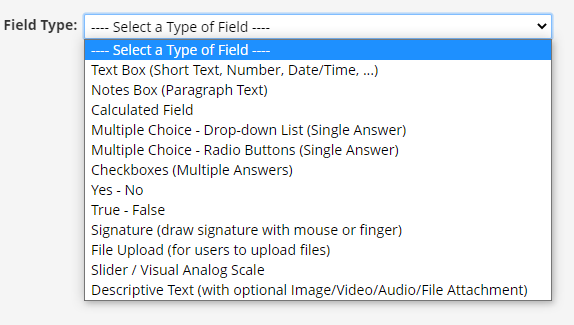 Field Type: ---- Select a Type of Field ----
---- Select a Type of Field ----
Text Box (Short Text, Number, Date/Time, ...)
Notes Box (Paragraph Text)
Calculated Field
Multiple Choice - Drop-down List (Single Answer)
Multiple Choice - Radio Buttons (Single Answer)
Checkboxes (Multiple Answers)
Yes - No
True - False
Signature (draw signature with mouse or finger)
File Upload (for users to upload files)
Slider / Visual Analog Scale
Descriptive Text (with optional Image/Video/Audio/File Attachment)